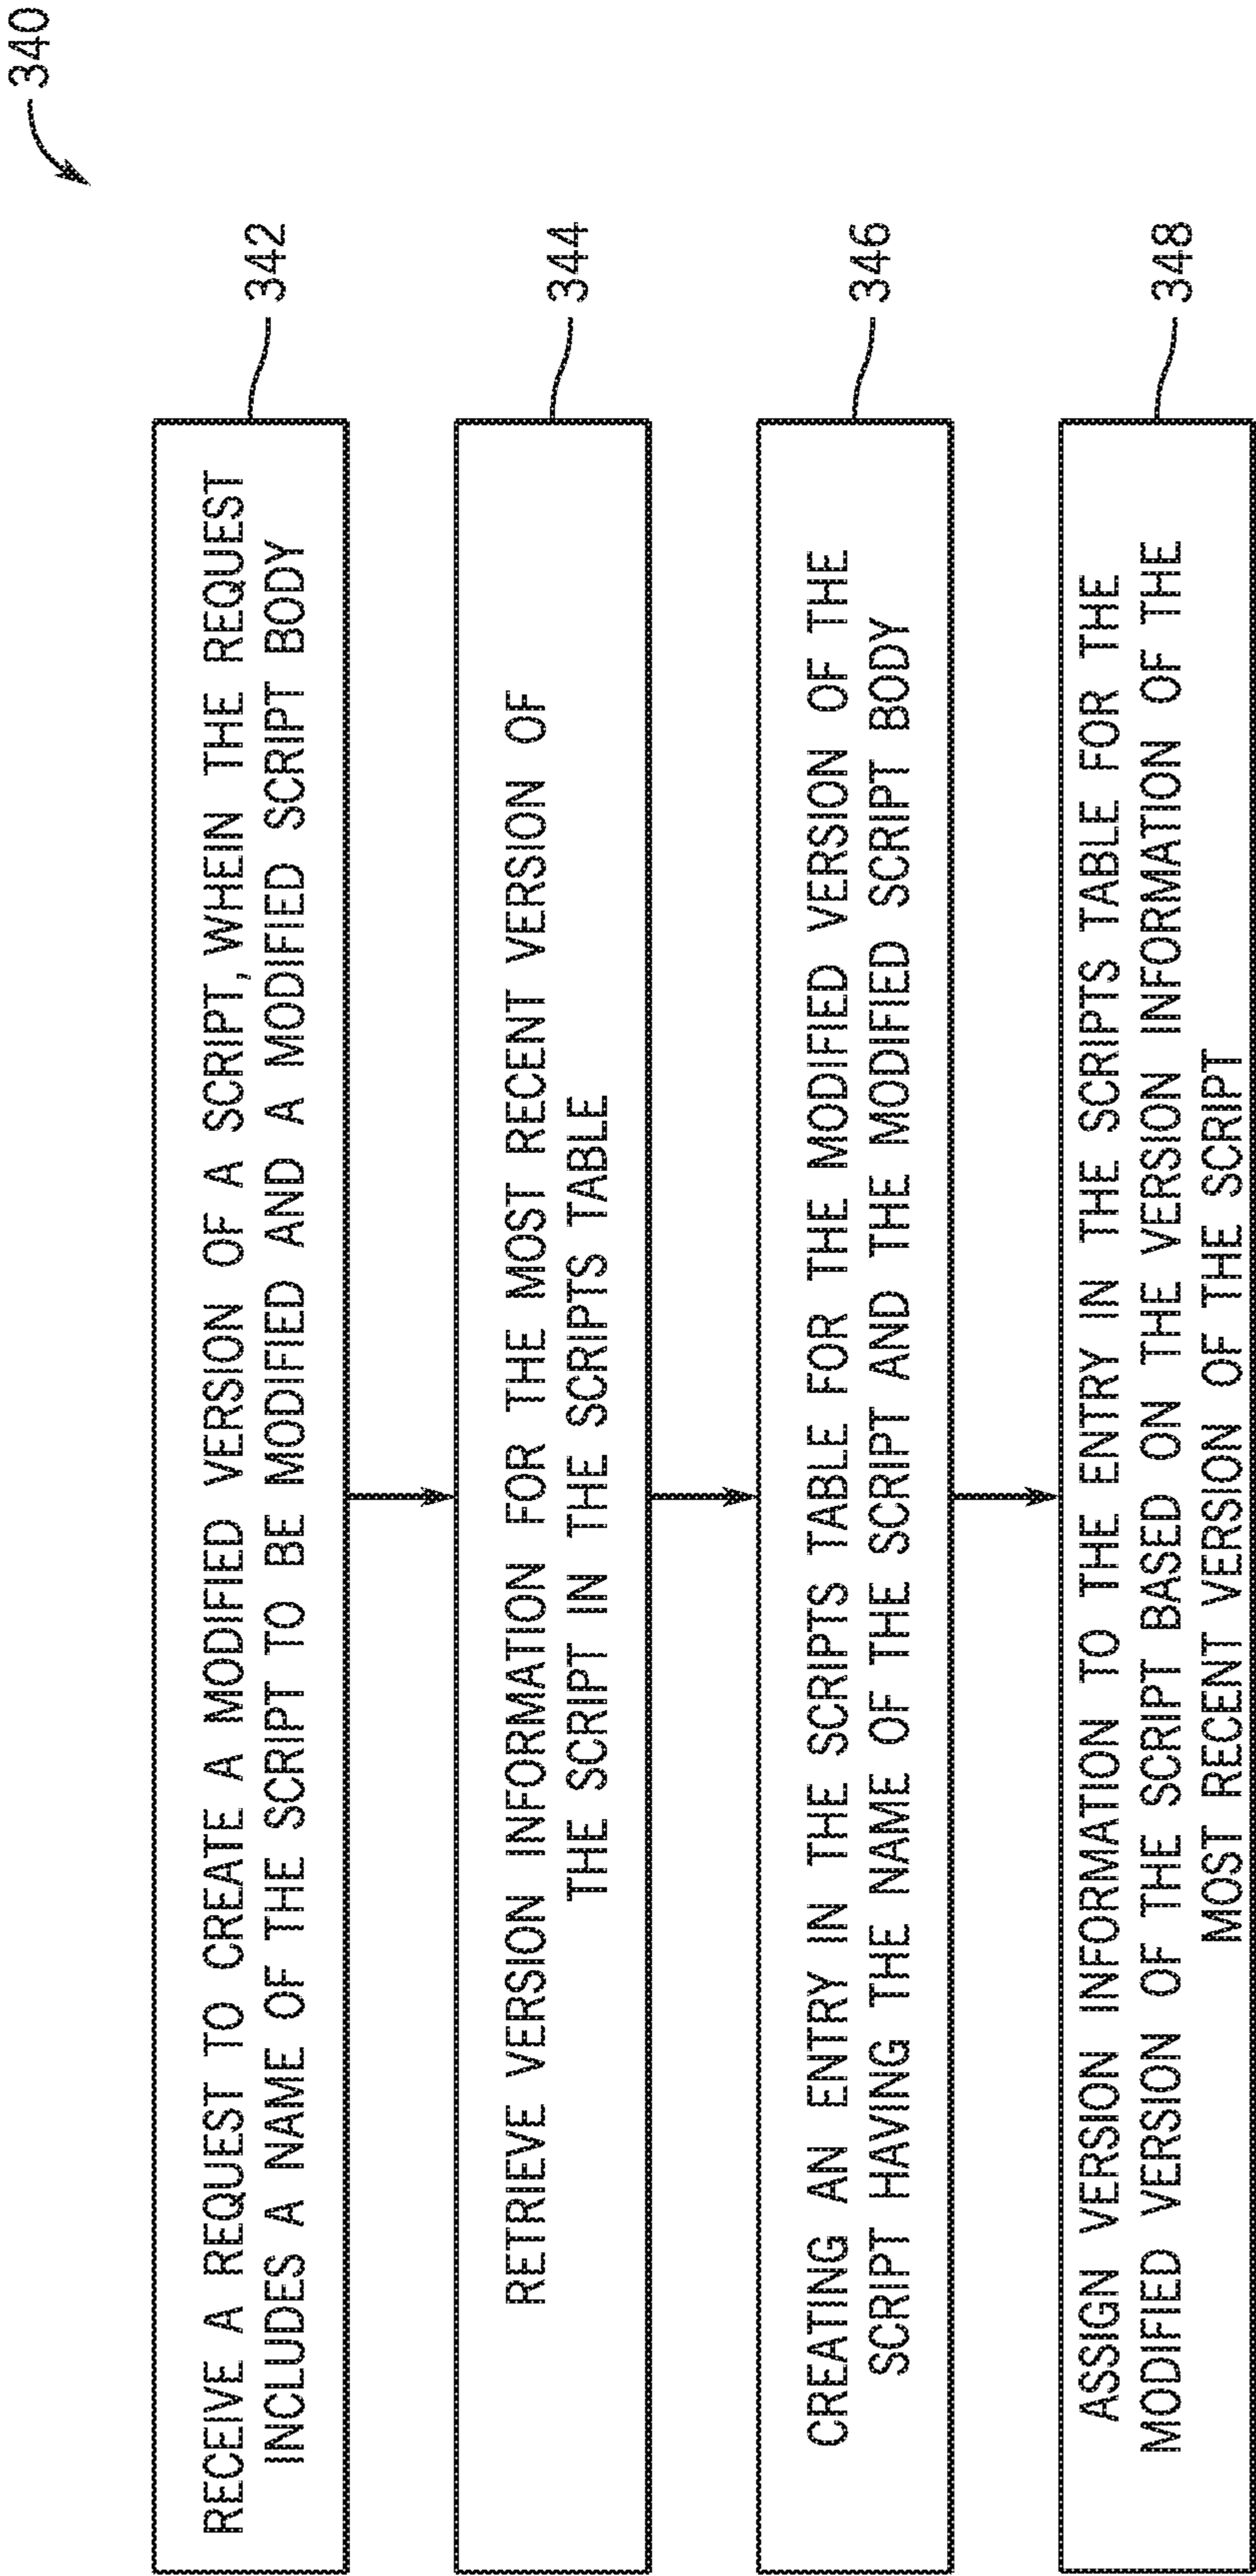 340
RECEIVE A REQUEST TO CREATE A MODIFIED VERSION OF A SCRIPT, WHEIN THE REQUEST
INCLUDES A NAME OF THE SCRIPT TO BE MODIFIED AND A MODIFIED SCRIPT BODY
342
RETRIEVE VERSION INFORMATION FOR THE MOST RECENT VERSION OF
THE SCRIPT IN THE SCRIPTS TABLE
344
CREATING AN ENTRY IN THE SCRIPTS TABLE FOR THE MODIFIED VERSION OF THE
SCRIPT HAVING THE NAME OF THE SCRIPT AND THE MODIFIED SCRIPT BODY
346
ASSIGN VERSION INFORMATION TO THE ENTRY IN THE SCRIPTS TABLE FOR THE
MODIFIED VERSION OF THE SCRIPT BASED ON THE VERSION INFORMATION OF THE
MOST RECENT VERSION OF THE SCRIPT
348